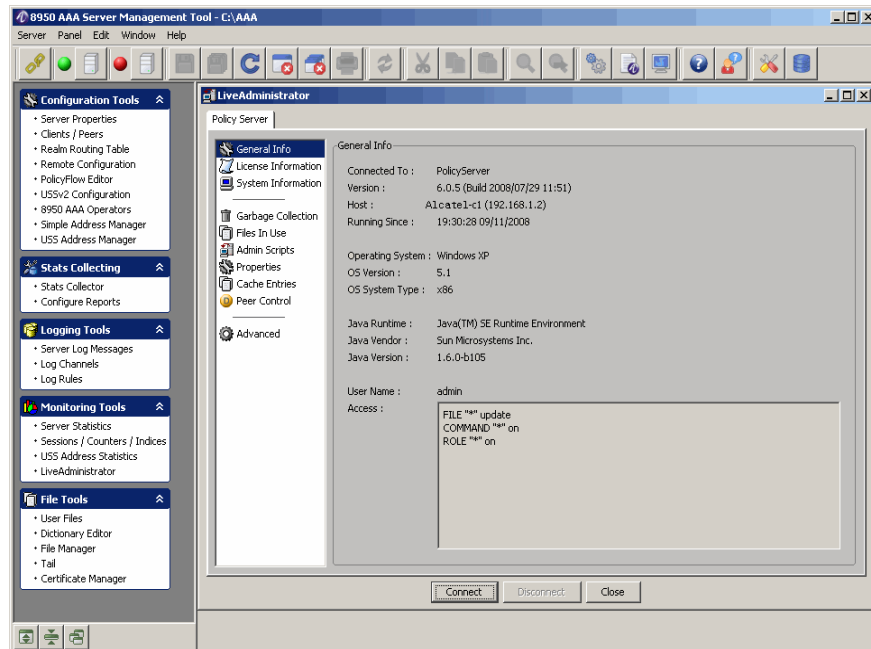 8950 AAA Server Management Tool - C:\AAA
Server Panel Edit Window Help
Configuration Tools
Server Properties
Clients / Peers
Realm Routing Table
Remote Configuration
PolicyFlow Editor
USSv2 Configuration
8950 AAA Operators
Simple Address Manager
USS Address Manager
Stats Collecting
Stats Collector
Configure Reports
Logging Tools
Server Log Messages
Log Channels
Log Rules
Monitoring Tools
Server Statistics
Sessions / Counters / Indices
USS Address Statistics
LiveAdministrator
File Tools
User Files
Dictionary Editor
File Manager
Tail
Certificate Manager
LiveAdministrator
Policy Server
General Info
License Information
System Information
Garbage Collection
Files In Use
Admin Scripts
Properties
Cache Entries
Peer Control
Advanced
General Info
Connected To : PolicyServer
Version : 6.0.5 (Build 2008/07/29 11:51)
Host : Alcatel-c1 (192.168.1.2)
Running Since : 19:30:28 09/11/2008
Operating System : Windows XP
OS Version : 5.1
OS System Type : x86
Java Runtime : Java(TM) SE Runtime Environment
Java Vendor : Sun Microsystems Inc.
Java Version : 1.6.0-b105
User Name : admin
Access :
FILE "*" update
COMMAND "*" on
ROLE "*" on
Connect Disconnect Close